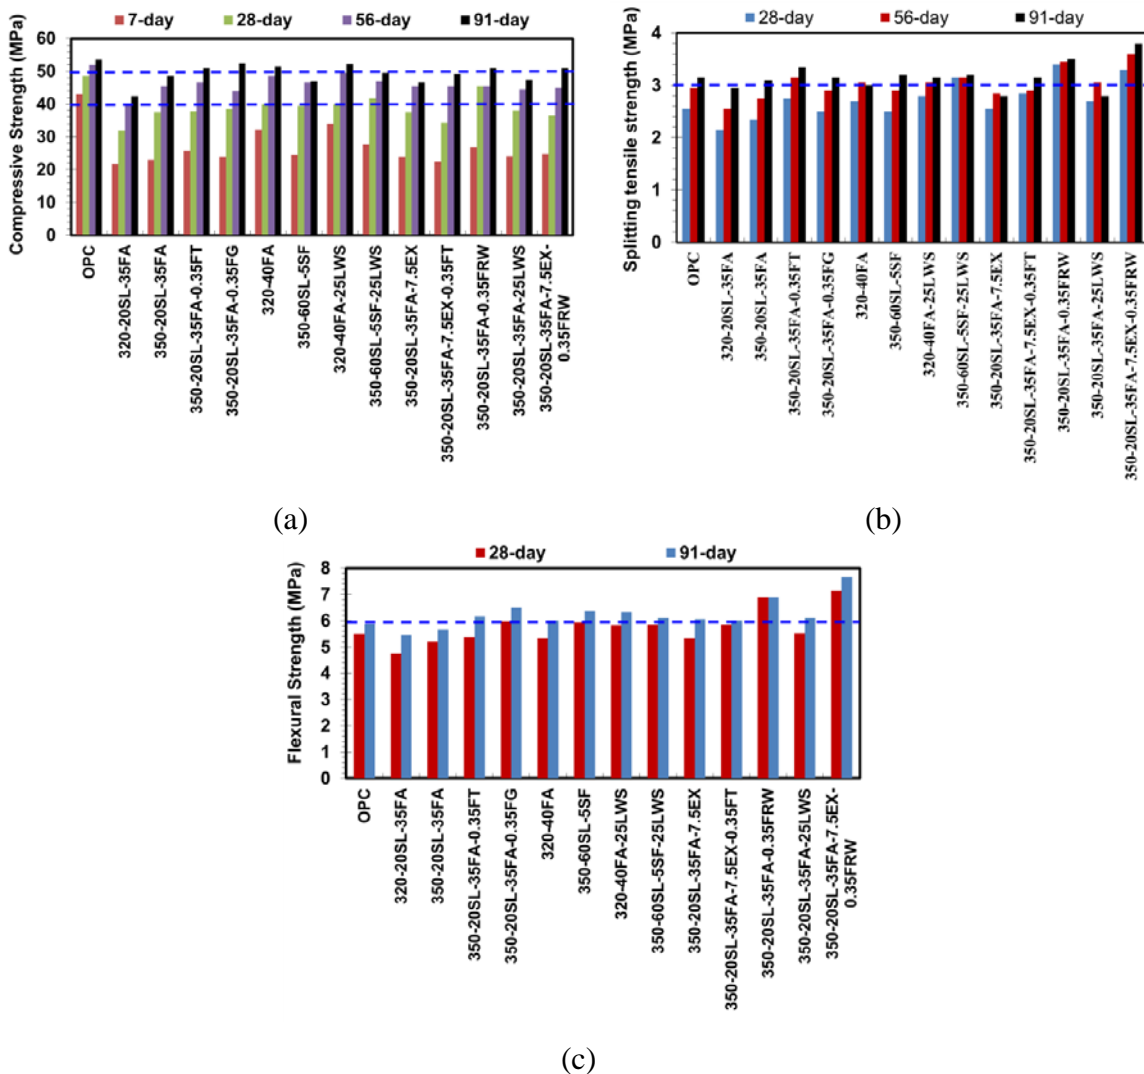 7-day 28-day 56-day 91-day
Compressive Strength (MPa)
60
50
40
30
20
10
0
OPC
320-20SL-35FA
350-20SL-35FA
350-20SL-35FA-0.35FT
350-20SL-35FA-0.35FG
320-40FA
350-60SL-5SF
320-40FA-25LWS
350-60SL-5SF-25LWS
350-20SL-35FA-7.5EX
350-20SL-35FA-7.5EX-0.35FT
350-20SL-35FA-0.35FRW
350-20SL-35FA-25LWS
350-20SL-35FA-7.5EX-
0.35FRW
(a)
28-day 56-day 91-day
Splitting tensile strength (MPa)
4
3
2
1
0
OPC
320-20SL-35FA
350-20SL-35FA
350-20SL-35FA-0.35FT
350-20SL-35FA-0.35FG
320-40FA
350-60SL-5SF
320-40FA-25LWS
350-60SL-5SF-25LWS
350-20SL-35FA-7.5EX
350-20SL-35FA-7.5EX-0.35FT
350-20SL-35FA-0.35FRW
350-20SL-35FA-25LWS
350-20SL-35FA-7.5EX-0.35FRW
(b)
28-day 91-day
Flexural Strength (MPa)
8
7
6
5
4
3
2
1
0
OPC
320-20SL-35FA
350-20SL-35FA
350-20SL-35FA-0.35FT
350-20SL-35FA-0.35FG
320-40FA
350-60SL-5SF
320-40FA-25LWS
350-60SL-5SF-25LWS
350-20SL-35FA-7.5EX
350-20SL-35FA-7.5EX-0.35FT
350-20SL-35FA-0.35FRW
350-20SL-35FA-25LWS
350-20SL-35FA-7.5EX-
0.35FRW
(c)